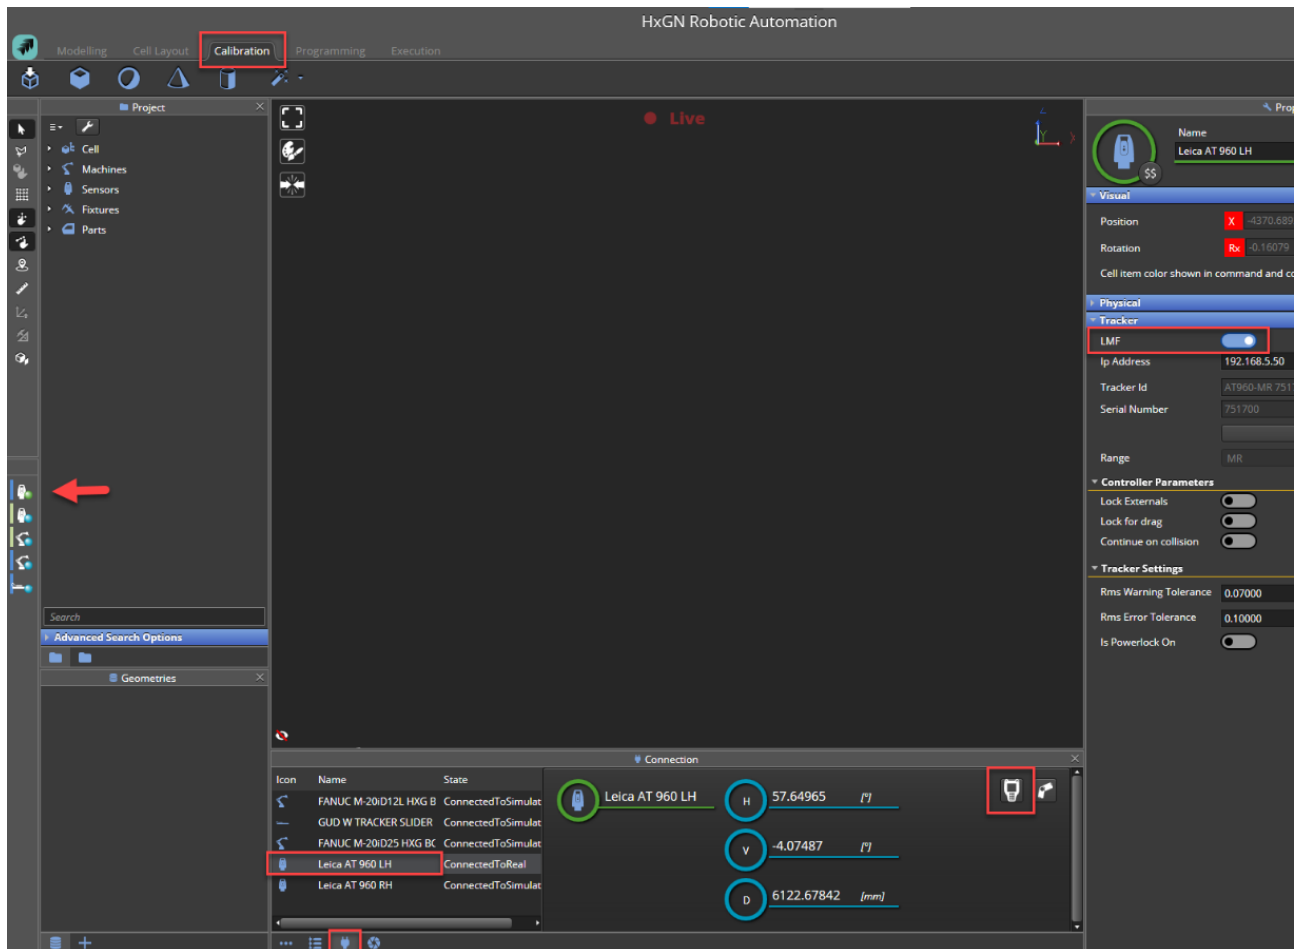 HxGN Robotic Automation
Modelling Cell Layout Calibration Programming Execution
Project
Cell
Machines
Sensors
Fixtures
Parts
Search
Advanced Search Options
Geometries
Live
Z
Y
X
Connection
Icon Name State
FANUC M-20iD12L HXG B ConnectedToSimulat
GUD W TRACKER SLIDER ConnectedToSimulat
FANUC M-20iD25 HXG BC ConnectedToSimulat
Leica AT 960 LH ConnectedToReal
Leica AT 960 RH ConnectedToSimulat
Leica AT 960 LH
H 57.64965 [°]
V -4.07487 [°]
D 6122.67842 [mm]
Prop
Name
Leica AT 960 LH
$$
Visual
Position X -4370.689
Rotation Rx -0.16079
Cell item color shown in command and co
Physical
Tracker
LMF
Ip Address 192.168.5.50
Tracker Id AT960-MR 751
Serial Number 751700
Range MR
Controller Parameters
Lock Externals
Lock for drag
Continue on collision
Tracker Settings
Rms Warning Tolerance 0.07000
Rms Error Tolerance 0.10000
Is Powerlock On